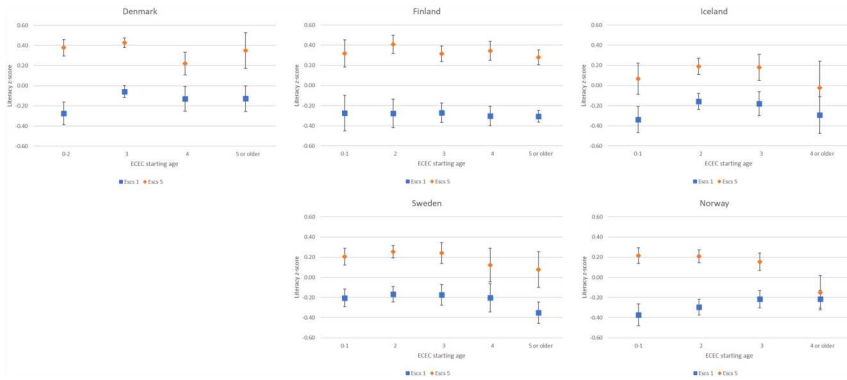 Denmark
Literacy z-score
0.60
0.40
0.20
0.00
-0.20
-0.40
-0.60
0-2
3
4
5 or older
ECEC starting age
Escs 1
Escs 5
Finland
Literacy z-score
0.60
0.40
0.20
0.00
-0.20
-0.40
-0.60
0-1
2
3
4
5 or older
ECEC starting age
Escs 1
Escs 5
Iceland
Literacy z-score
0.60
0.40
0.20
0.00
-0.20
-0.40
-0.60
0-1
2
3
4 or older
ECEC starting age
Escs 1
Escs 5
Sweden
Literacy z-score
0.60
0.40
0.20
0.00
-0.20
-0.40
-0.60
0-1
2
3
4
5 or older
ECEC starting age
Escs 1
Escs 5
Norway
Literacy z-score
0.60
0.40
0.20
0.00
-0.20
-0.40
-0.60
0-1
2
3
4 or older
ECEC starting age
Escs 1
Escs 5